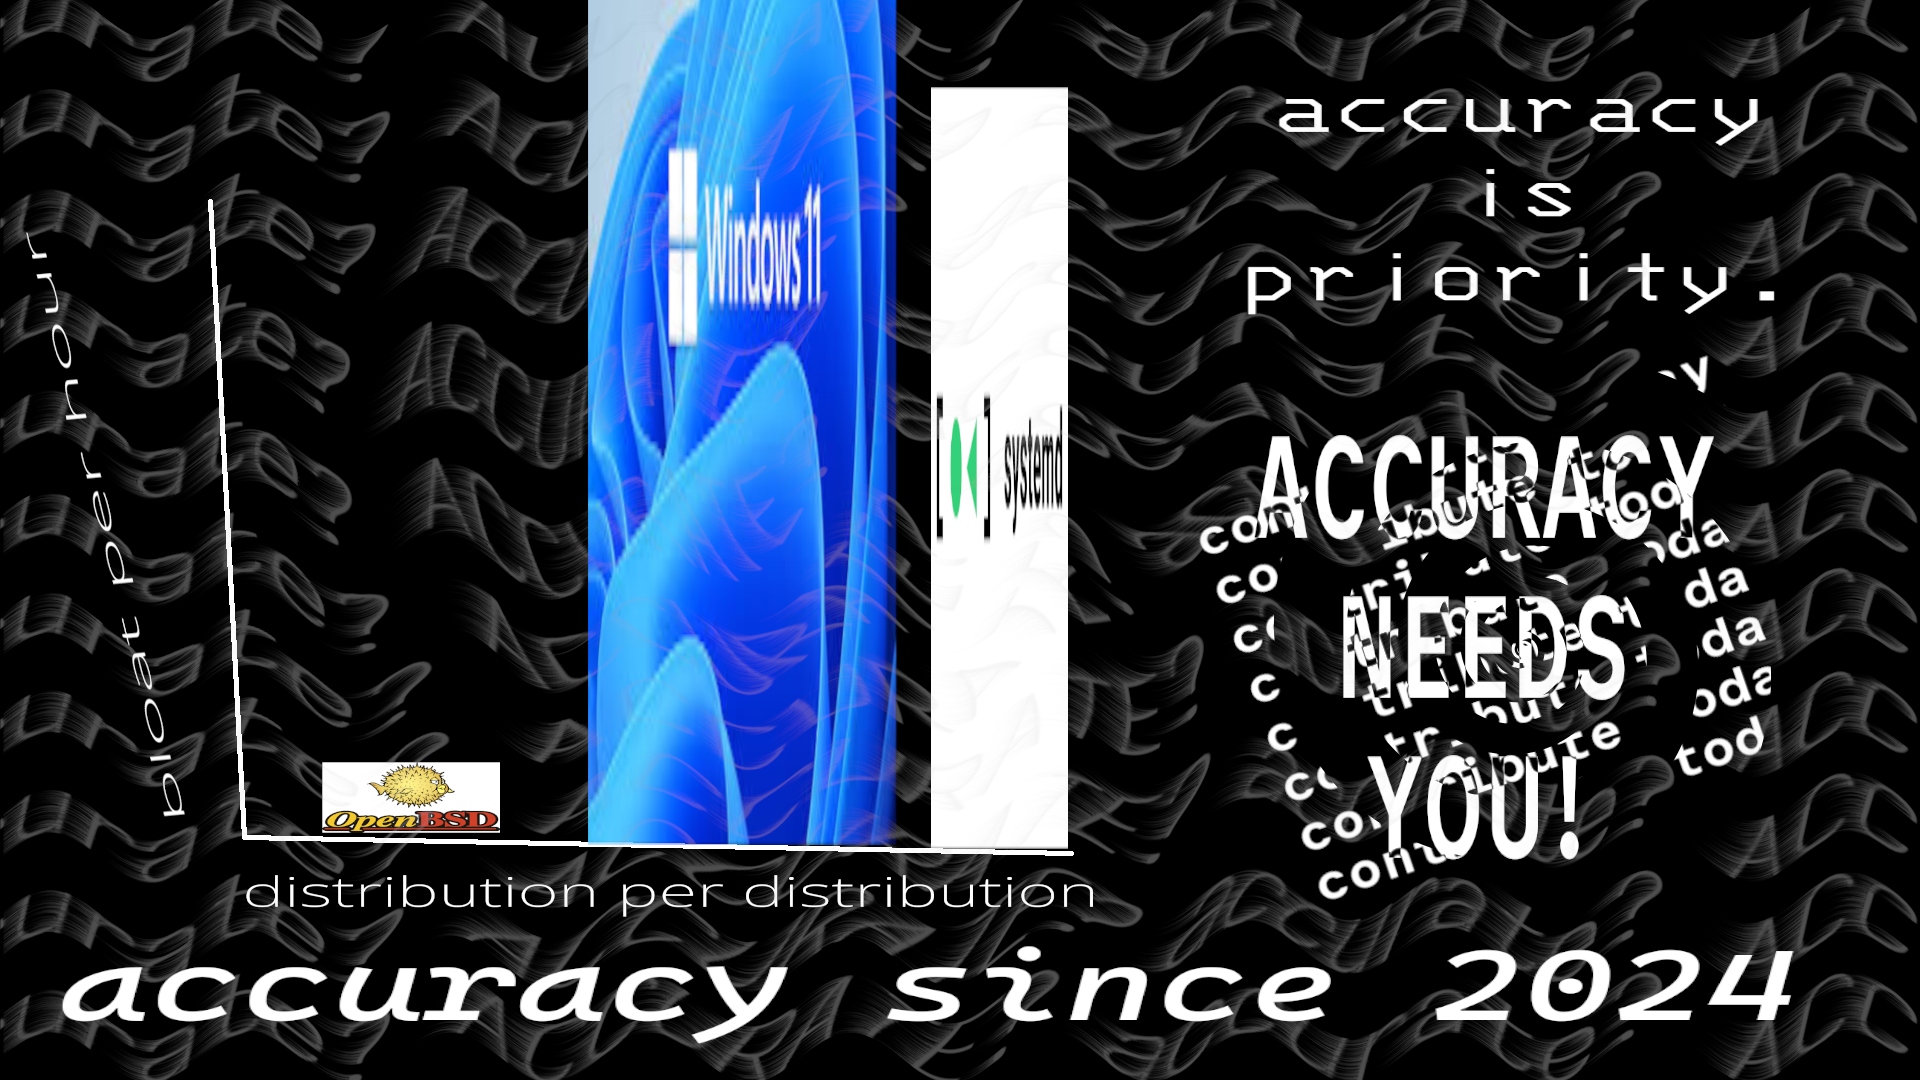 accuracy
is
priority.
Windows 11
[ ] systemd
bloat per hour
OpenBSD
distribution per distribution
ACCURACY
NEEDS
YOU!
accuracy since 2024